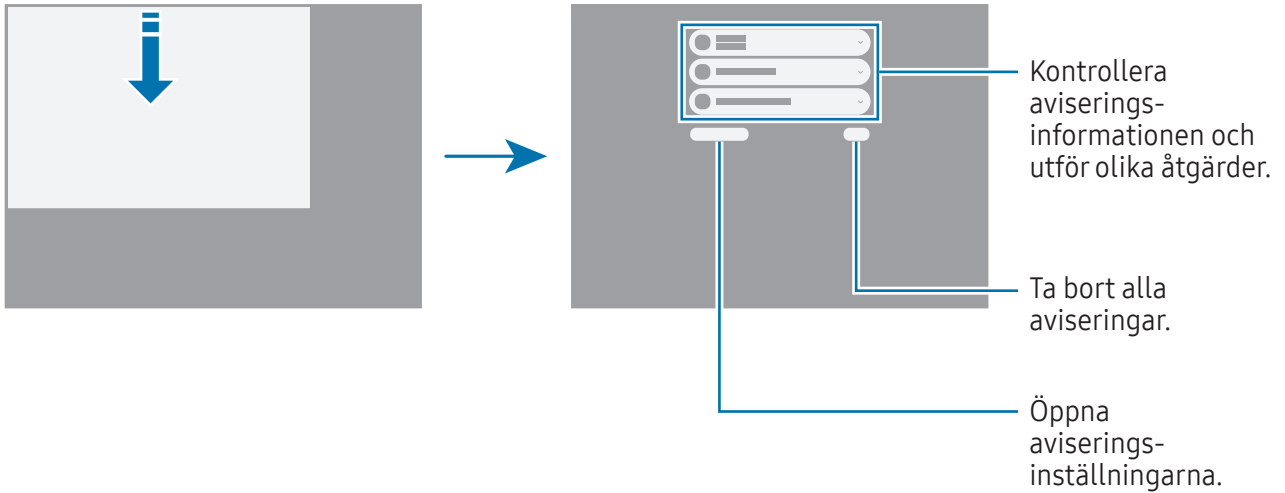 Kontrollera
aviserings-
informationen och
utför olika åtgärder.
Ta bort alla
aviseringar.
Öppna
aviserings-
inställningarna.